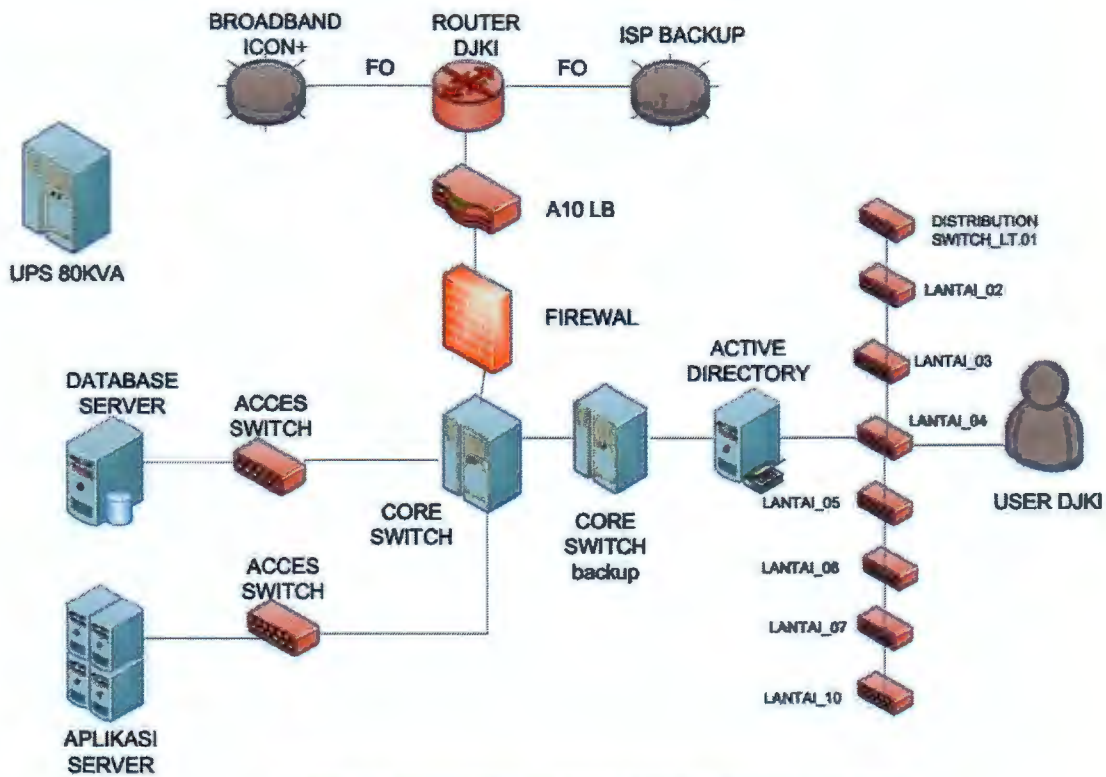 BROADBAND
ICON+
ROUTER
DJKI
ISP BACKUP
FO
FO
A10 LB
UPS 80KVA
DISTRIBUTION
SWITCH_LT.01
LANTAI_02
FIREWAL
LANTAI_03
ACTIVE
DIRECTORY
DATABASE
SERVER
ACCES
SWITCH
LANTAI_04
CORE
SWITCH
CORE
SWITCH
backup
LANTAI_05
USER DJKI
ACCES
SWITCH
LANTAI_06
LANTAI_07
LANTAI_10
APLIKASI
SERVER